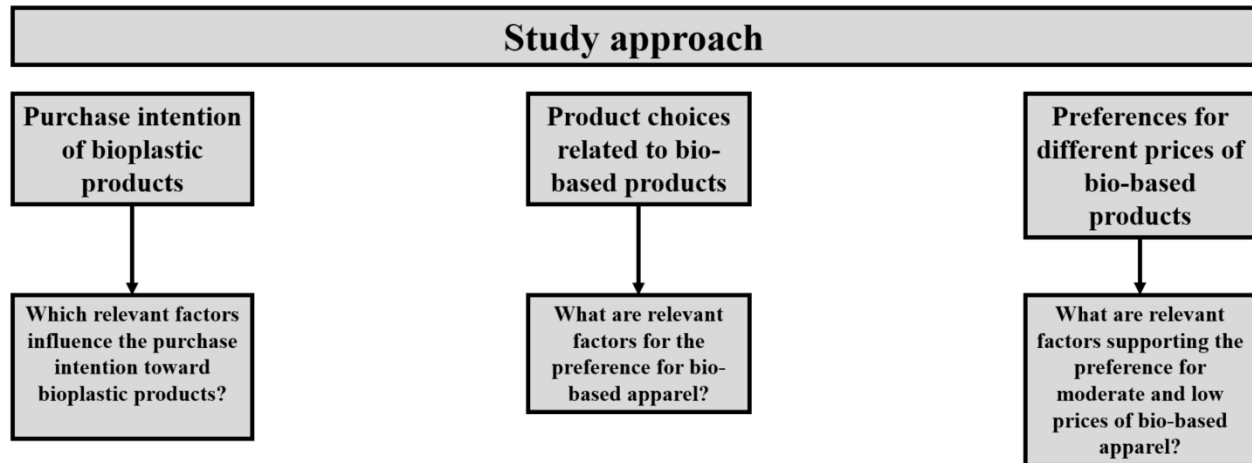 Study approach
Purchase intention
of bioplastic
products
Product choices
related to bio-
based products
Preferences for
different prices of
bio-based
products
Which relevant factors
influence the purchase
intention toward
bioplastic products?
What are relevant
factors for the
preference for bio-
based apparel?
What are relevant
factors supporting the
preference for
moderate and low
prices of bio-based
apparel?